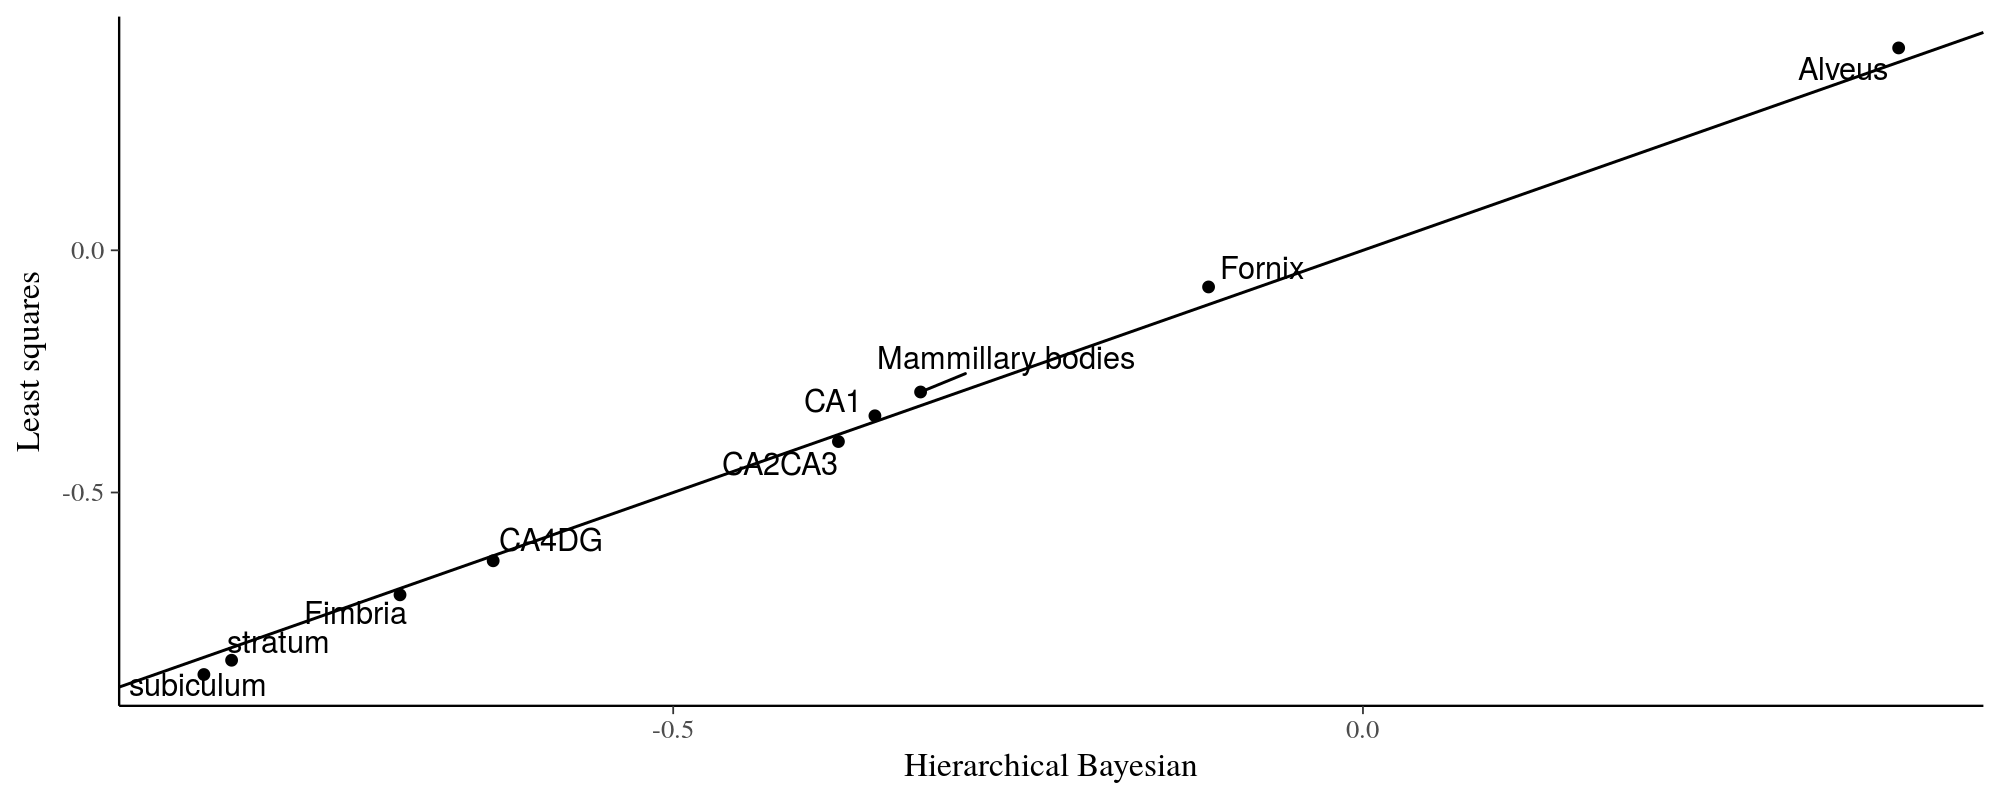 Alveus
0.0
Fornix
Least squares
Mammillary bodies
CA1
CA2CA3
-0.5
CA4DG
Fimbria
stratum
subiculum
-0.5
0.0
Hierarchical Bayesian